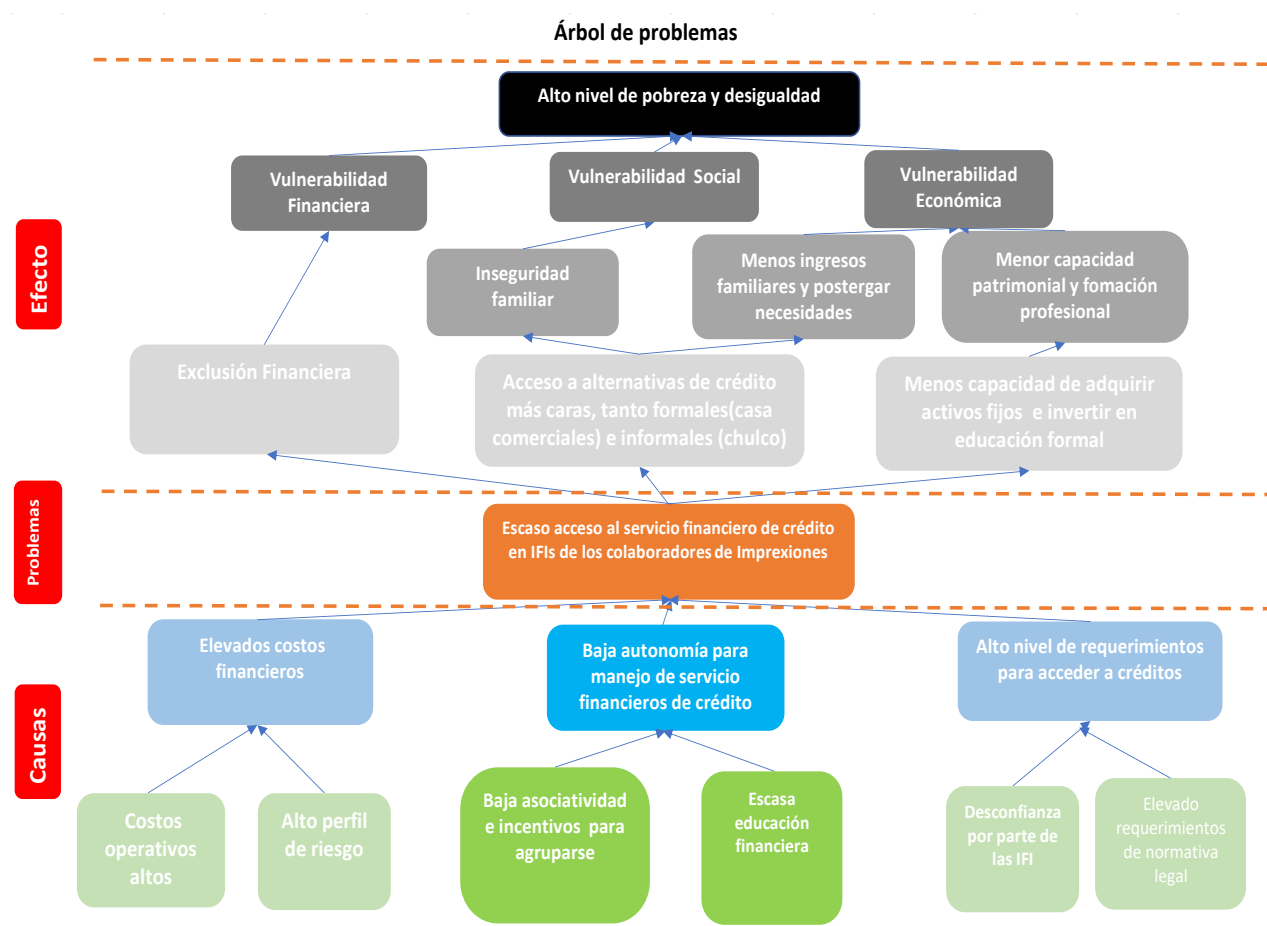 Árbol de problemas
Alto nivel de pobreza y desigualdad
Vulnerabilidad
Financiera
Vulnerabilidad Social
Vulnerabilidad
Económica
Efecto
Inseguridad
familiar
Menos ingresos
familiares y postergar
necesidades
Menor capacidad
patrimonial y fomación
profesional
Exclusión Financiera
Acceso a alternativas de crédito
más caras, tanto formales(casa
comerciales) e informales (chulco)
Menos capacidad de adquirir
activos fijos e invertir en
educación formal
Problemas
Escaso acceso al servicio financiero de crédito
en IFIs de los colaboradores de Imprexiones
Causas
Elevados costos
financieros
Baja autonomía para
manejo de servicio
financieros de crédito
Alto nivel de requerimientos
para acceder a créditos
Costos
operativos
altos
Alto perfil
de riesgo
Baja asociatividad
e incentivos para
agruparse
Escasa
educación
financiera
Desconfianza
por parte de
las IFI
Elevado
requerimientos
de normativa
legal